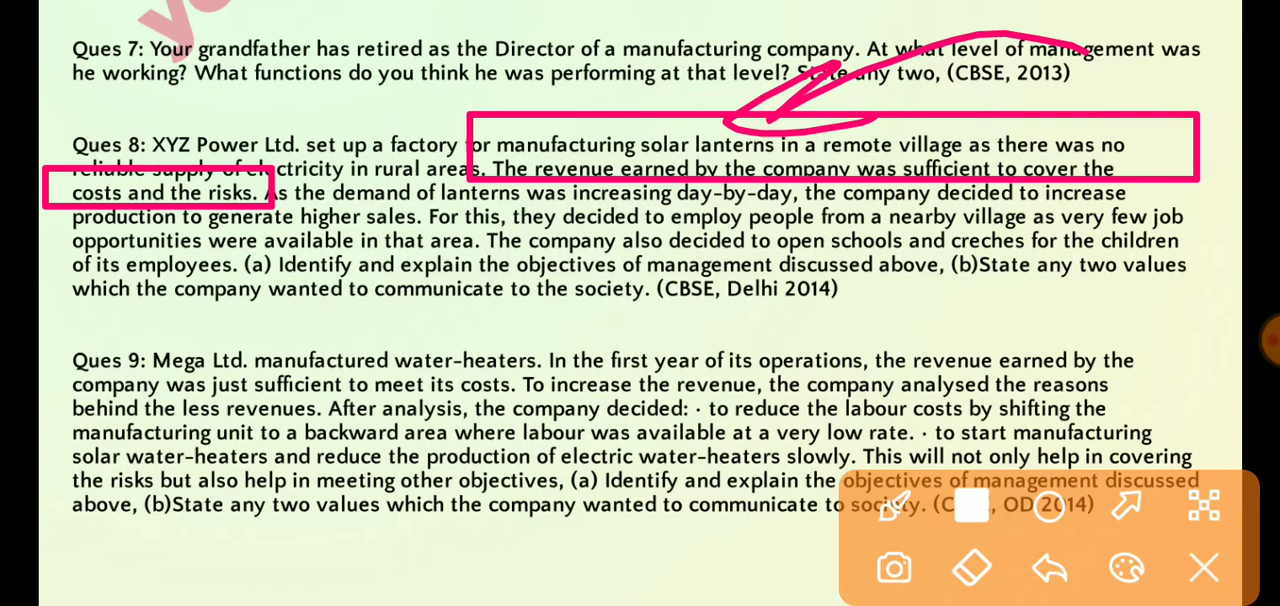 Ques 7: Your grandfather has retired as the Director of a manufacturing company. At what level of management was
he working? What functions do you think he was performing at that level? State any two, (CBSE, 2013)
Ques 8: XYZ Power Ltd. set up a factory for manufacturing solar lanterns in a remote village as there was no
reliable supply of electricity in rural areas. The revenue earned by the company was sufficient to cover the
costs and the risks. As the demand of lanterns was increasing day-by-day, the company decided to increase
production to generate higher sales. For this, they decided to employ people from a nearby village as very few job
opportunities were available in that area. The company also decided to open schools and creches for the children
of its employees. (a) Identify and explain the objectives of management discussed above, (b)State any two values
which the company wanted to communicate to the society. (CBSE, Delhi 2014)
Ques 9: Mega Ltd. manufactured water-heaters. In the first year of its operations, the revenue earned by the
company was just sufficient to meet its costs. To increase the revenue, the company analysed the reasons
behind the less revenues. After analysis, the company decided: · to reduce the labour costs by shifting the
manufacturing unit to a backward area where labour was available at a very low rate. · to start manufacturing
solar water-heaters and reduce the production of electric water-heaters slowly. This will not only help in covering
the risks but also help in meeting other objectives, (a) Identify and explain the objectives of management discussed
above, (b)State any two values which the company wanted to communicate to society. OD 2014)